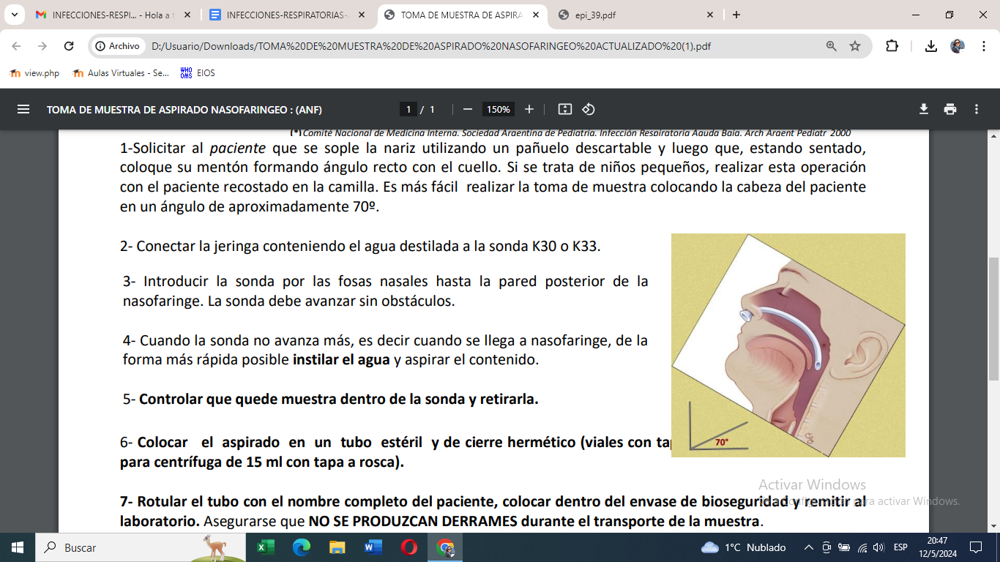 INFECCIONES-RESPI... - Hola a t
INFECCIONES-RESPIRATORIAS-
TOMA DE MUESTRA DE ASPIRA
epi_39.pdf
Archivo
D:/Usuario/Downloads/TOMA%20DE%20MUESTRA%20DE%20ASPIRADO%20NASOFARINGEO%20ACTUALIZADO%20(1).pdf
view.php
Aulas Virtuales - Se...
WHO OMS
EIOS
TOMA DE MUESTRA DE ASPIRADO NASOFARINGEO : (ANF)
1 / 1
150%
(*)Comité Nacional de Medicina Interna. Sociedad Argentina de Pediatría. Infección Respiratoria Aguda Baja. Arch Argent Pediatr 2000
1-Solicitar al paciente que se sople la nariz utilizando un pañuelo descartable y luego que, estando sentado,
coloque su mentón formando ángulo recto con el cuello. Si se trata de niños pequeños, realizar esta operación
con el paciente recostado en la camilla. Es más fácil realizar la toma de muestra colocando la cabeza del paciente
en un ángulo de aproximadamente 70º.
2- Conectar la jeringa conteniendo el agua destilada a la sonda K30 o K33.
3- Introducir la sonda por las fosas nasales hasta la pared posterior de la
nasofaringe. La sonda debe avanzar sin obstáculos.
4- Cuando la sonda no avanza más, es decir cuando se llega a nasofaringe, de la
forma más rápida posible instilar el agua y aspirar el contenido.
5- Controlar que quede muestra dentro de la sonda y retirarla.
6- Colocar el aspirado en un tubo estéril y de cierre hermético (viales con tap
para centrífuga de 15 ml con tapa a rosca).
70°
7- Rotular el tubo con el nombre completo del paciente, colocar dentro del envase de bioseguridad y remitir al
laboratorio. Asegurarse que NO SE PRODUZCAN DERRAMES durante el transporte de la muestra.
Activar Windows
para activar Windows.
Buscar
1°C Nublado
ESP
20:47
12/5/2024